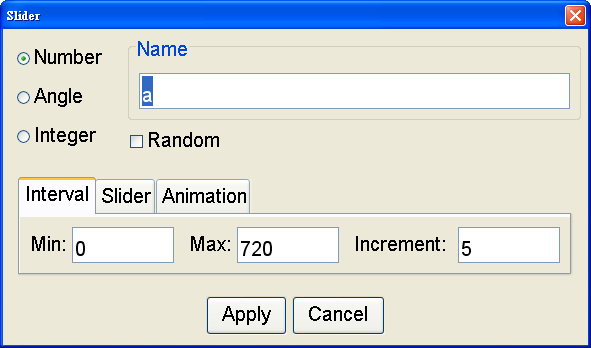 Slider
Number
Name
Angle
a
Integer
Random
Interval Slider Animation
Min: 0 Max: 720 Increment: 5
Apply Cancel